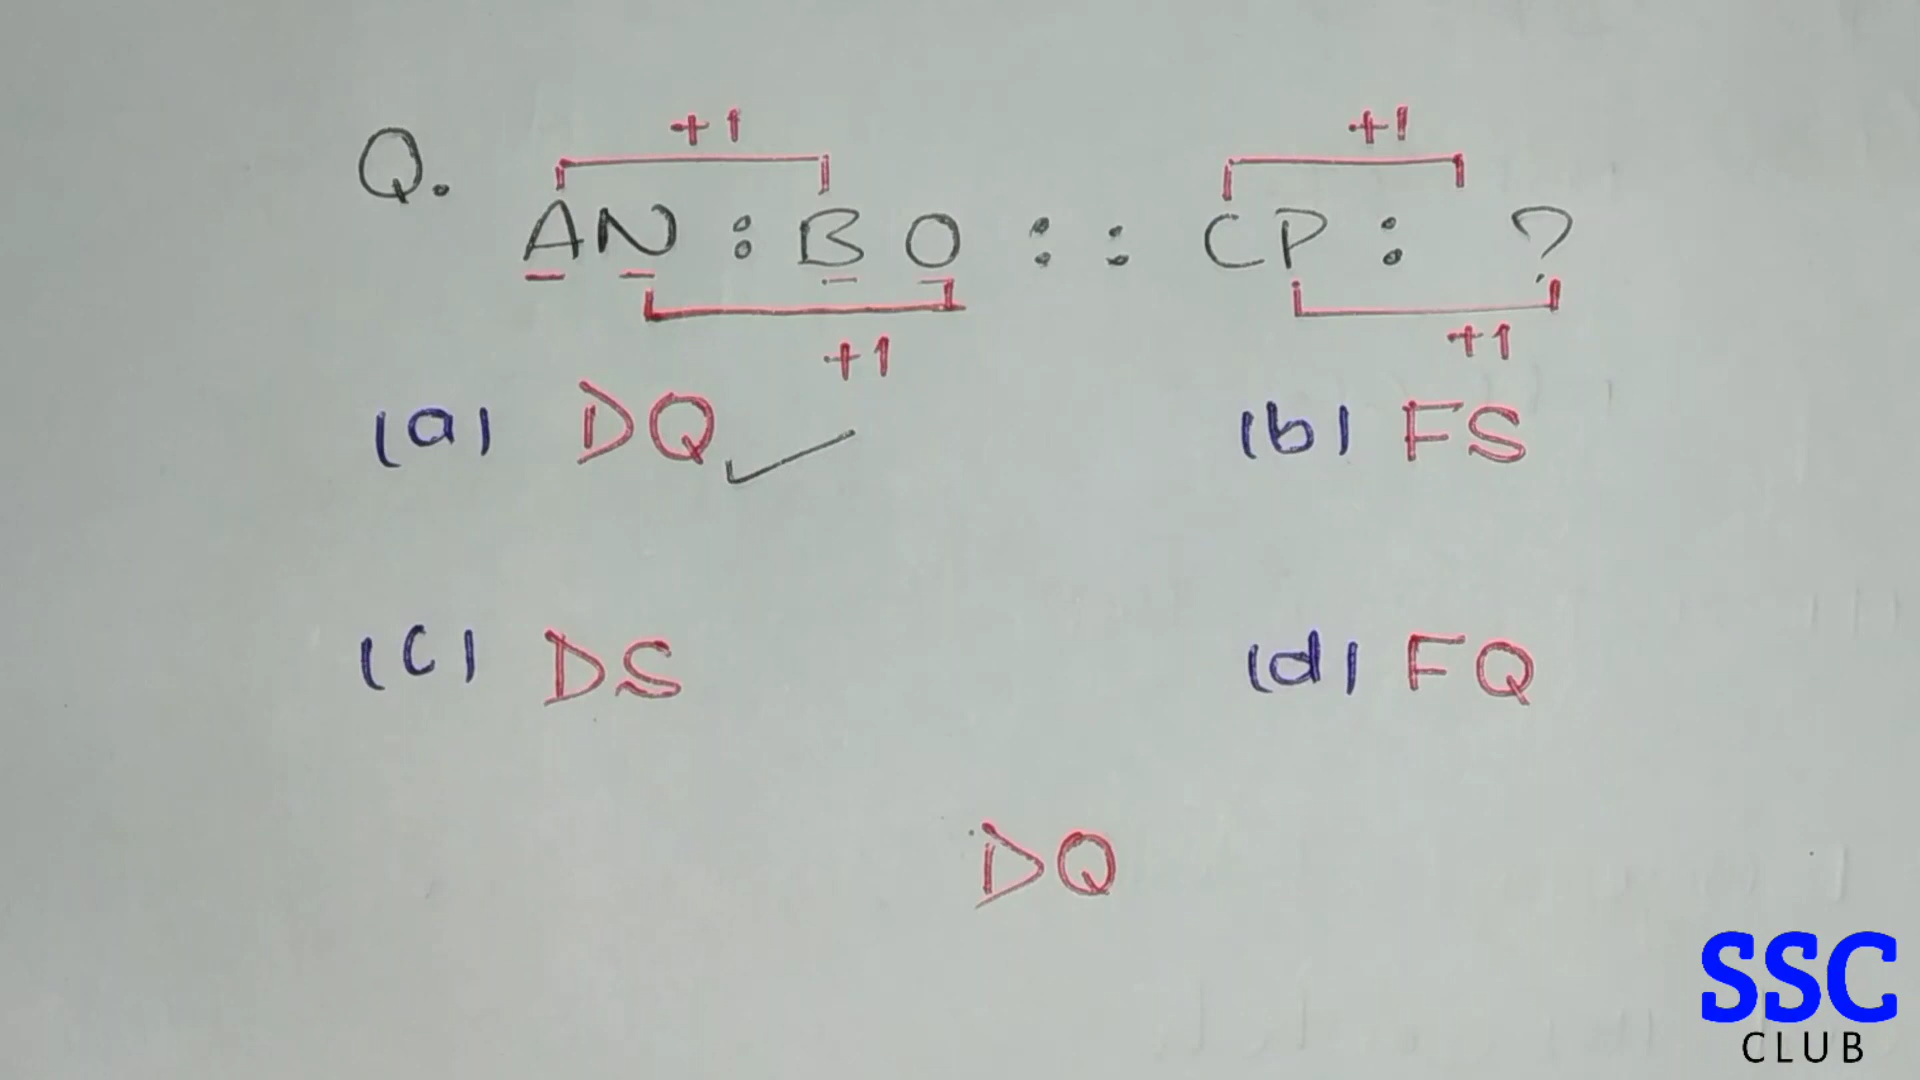 +1 +1
Q. AN : BO : : CP : ?
+1 +1
(a) DQ (b) FS
(c) DS (d) FQ
DQ
SSC
CLUB